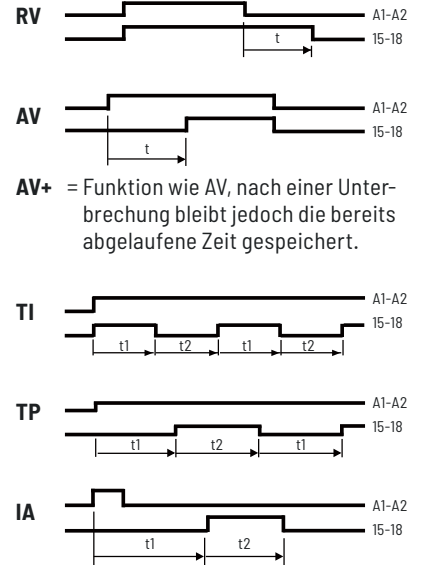 RV A1-A2
t 15-18
AV A1-A2
15-18
t
AV+ = Funktion wie AV, nach einer Unter-
brechung bleibt jedoch die bereits
abgelaufene Zeit gespeichert.
TI A1-A2
15-18
t1 t2 t1 t2
TP A1-A2
15-18
t1 t2 t1
IA A1-A2
15-18
t1 t2